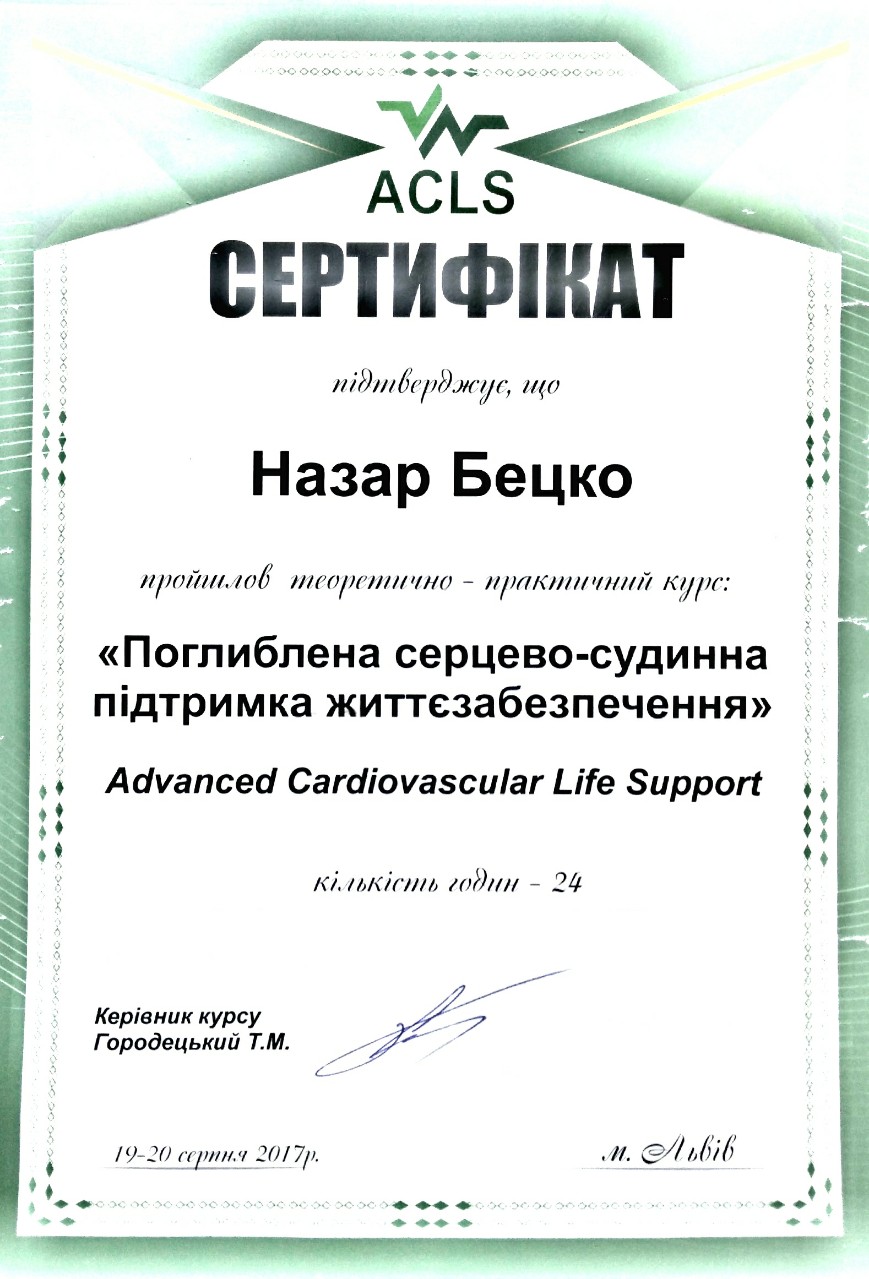 ACLS
СЕРТИФІКАТ
підтверджує, що
Назар Бецко
пройшлов теоретично - практичний курс:
«Поглиблена серцево-судинна
підтримка життєзабезпечення»
Advanced Cardiovascular Life Support
кількість годин - 24
Керівник курсу
Городецький Т.М.
19-20 серпня 2017р.
м. Львів